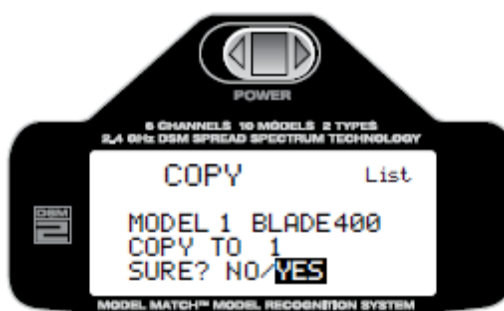 POWER
6 CHANNELS 10 MODELS 2 TYPES
2.4 GHz DSM SPREAD SPECTRUM TECHNOLOGY
COPY List
DSM
2
MODEL 1 BLADE400
COPY TO 1
SURE? NO/YES
MODEL MATCH™ MODEL RECOGNITION SYSTEM